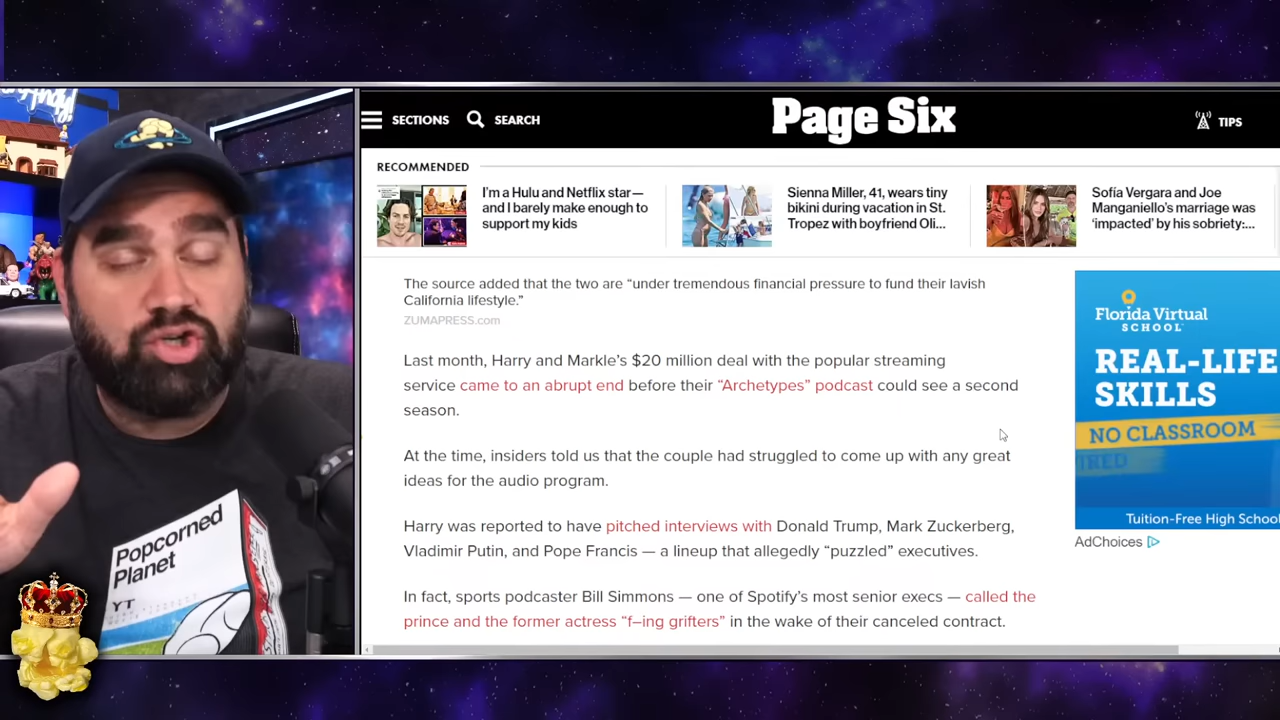 SECTIONS
SEARCH
Page Six
TIPS
RECOMMENDED
I'm a Hulu and Netflix star—
and I barely make enough to
support my kids
Sienna Miller, 41, wears tiny
bikini during vacation in St.
Tropez with boyfriend Oli...
Sofía Vergara and Joe
Manganiello's marriage was
'impacted' by his sobriety:...
The source added that the two are “under tremendous financial pressure to fund their lavish
California lifestyle.”
ZUMAPRESS.com
Last month, Harry and Markle's $20 million deal with the popular streaming
service came to an abrupt end before their “Archetypes” podcast could see a second
season.
At the time, insiders told us that the couple had struggled to come up with any great
ideas for the audio program.
Harry was reported to have pitched interviews with Donald Trump, Mark Zuckerberg,
Vladimir Putin, and Pope Francis — a lineup that allegedly “puzzled” executives.
In fact, sports podcaster Bill Simmons — one of Spotify's most senior execs — called the
prince and the former actress “f–ing grifters” in the wake of their canceled contract.
Florida Virtual
SCHOOL
REAL-LIFE
SKILLS
NO CLASSROOM
Tuition-Free High School
AdChoices
Popcorned
Planet
YT